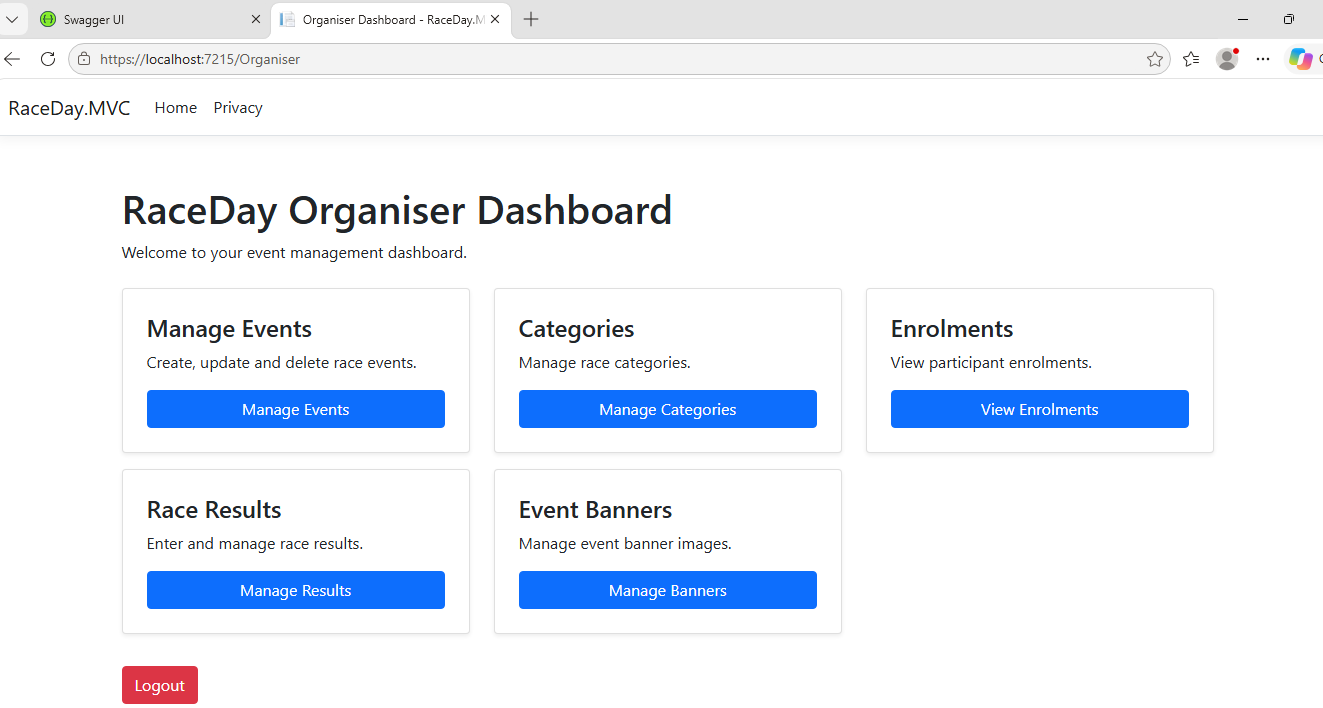 Swagger UI
Organiser Dashboard - RaceDay.M
https://localhost:7215/Organiser
RaceDay.MVC Home Privacy
RaceDay Organiser Dashboard
Welcome to your event management dashboard.
Manage Events
Create, update and delete race events.
Manage Events
Categories
Manage race categories.
Manage Categories
Enrolments
View participant enrolments.
View Enrolments
Race Results
Enter and manage race results.
Manage Results
Event Banners
Manage event banner images.
Manage Banners
Logout